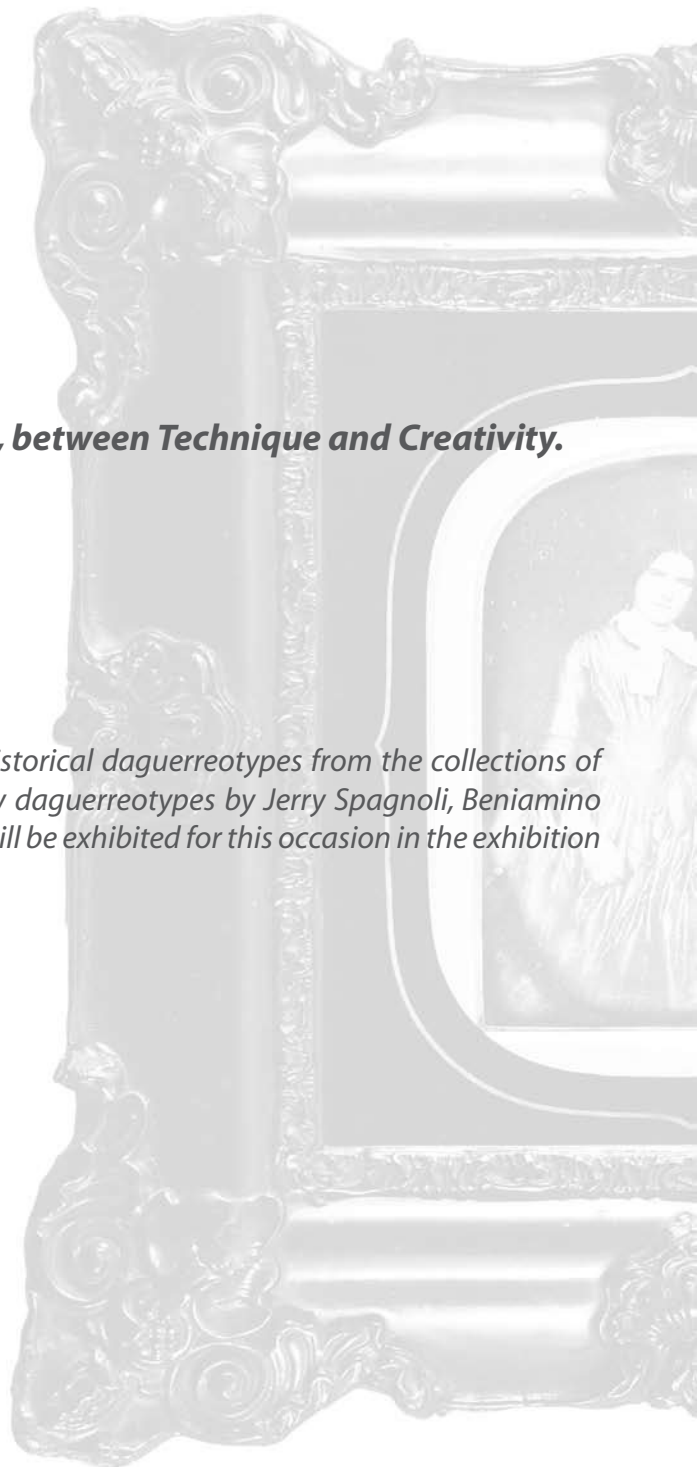 , between Technique and Creativity.
istorical daguerreotypes from the collections of
daguerreotypes by Jerry Spagnoli, Beniamino
ill be exhibited for this occasion in the exhibition